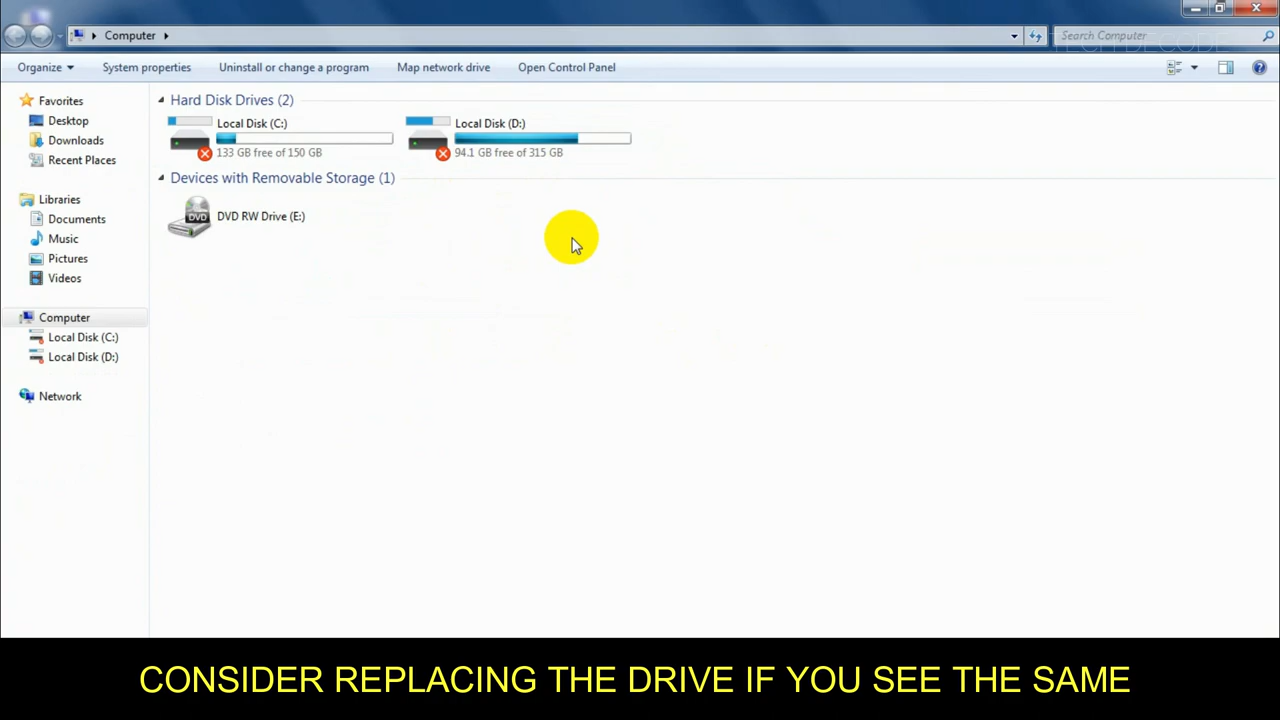 Computer
Search Computer
TECH DECODE
Organize
System properties
Uninstall or change a program
Map network drive
Open Control Panel
Favorites
Desktop
Downloads
Recent Places
Libraries
Documents
Music
Pictures
Videos
Computer
Local Disk (C:)
Local Disk (D:)
Network
Hard Disk Drives (2)
Local Disk (C:)
133 GB free of 150 GB
Local Disk (D:)
94.1 GB free of 315 GB
Devices with Removable Storage (1)
DVD
DVD RW Drive (E:)
CONSIDER REPLACING THE DRIVE IF YOU SEE THE SAME